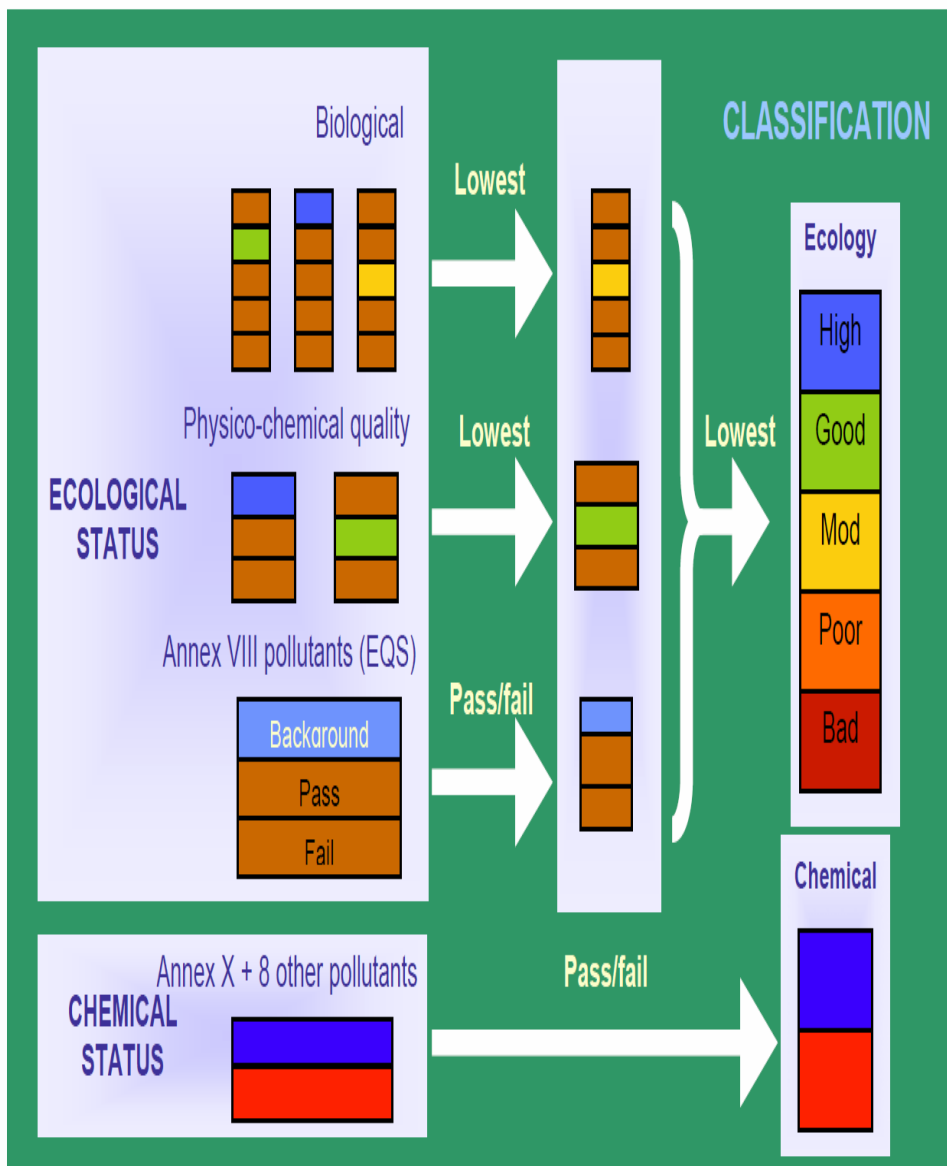 CLASSIFICATION
Biological
Lowest
Ecology
High
Good
Mod
Poor
Bad
Physico-chemical quality
Lowest
Lowest
ECOLOGICAL
STATUS
Annex VIII pollutants (EQS)
Pass/fail
Background
Pass
Fail
Chemical
Annex X + 8 other pollutants
Pass/fail
CHEMICAL
STATUS